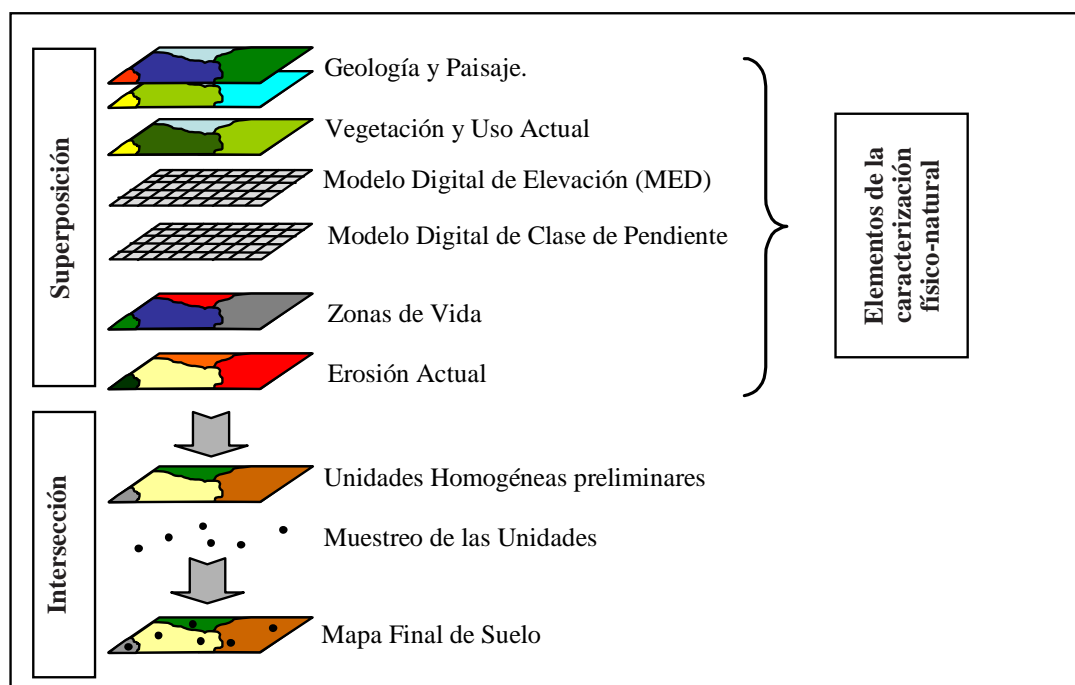 Superposición
Geología y Paisaje.
Vegetación y Uso Actual
Modelo Digital de Elevación (MED)
Modelo Digital de Clase de Pendiente
Zonas de Vida
Erosión Actual
Elementos de la
caracterización
físico-natural
Intersección
Unidades Homogéneas preliminares
Muestreo de las Unidades
Mapa Final de Suelo